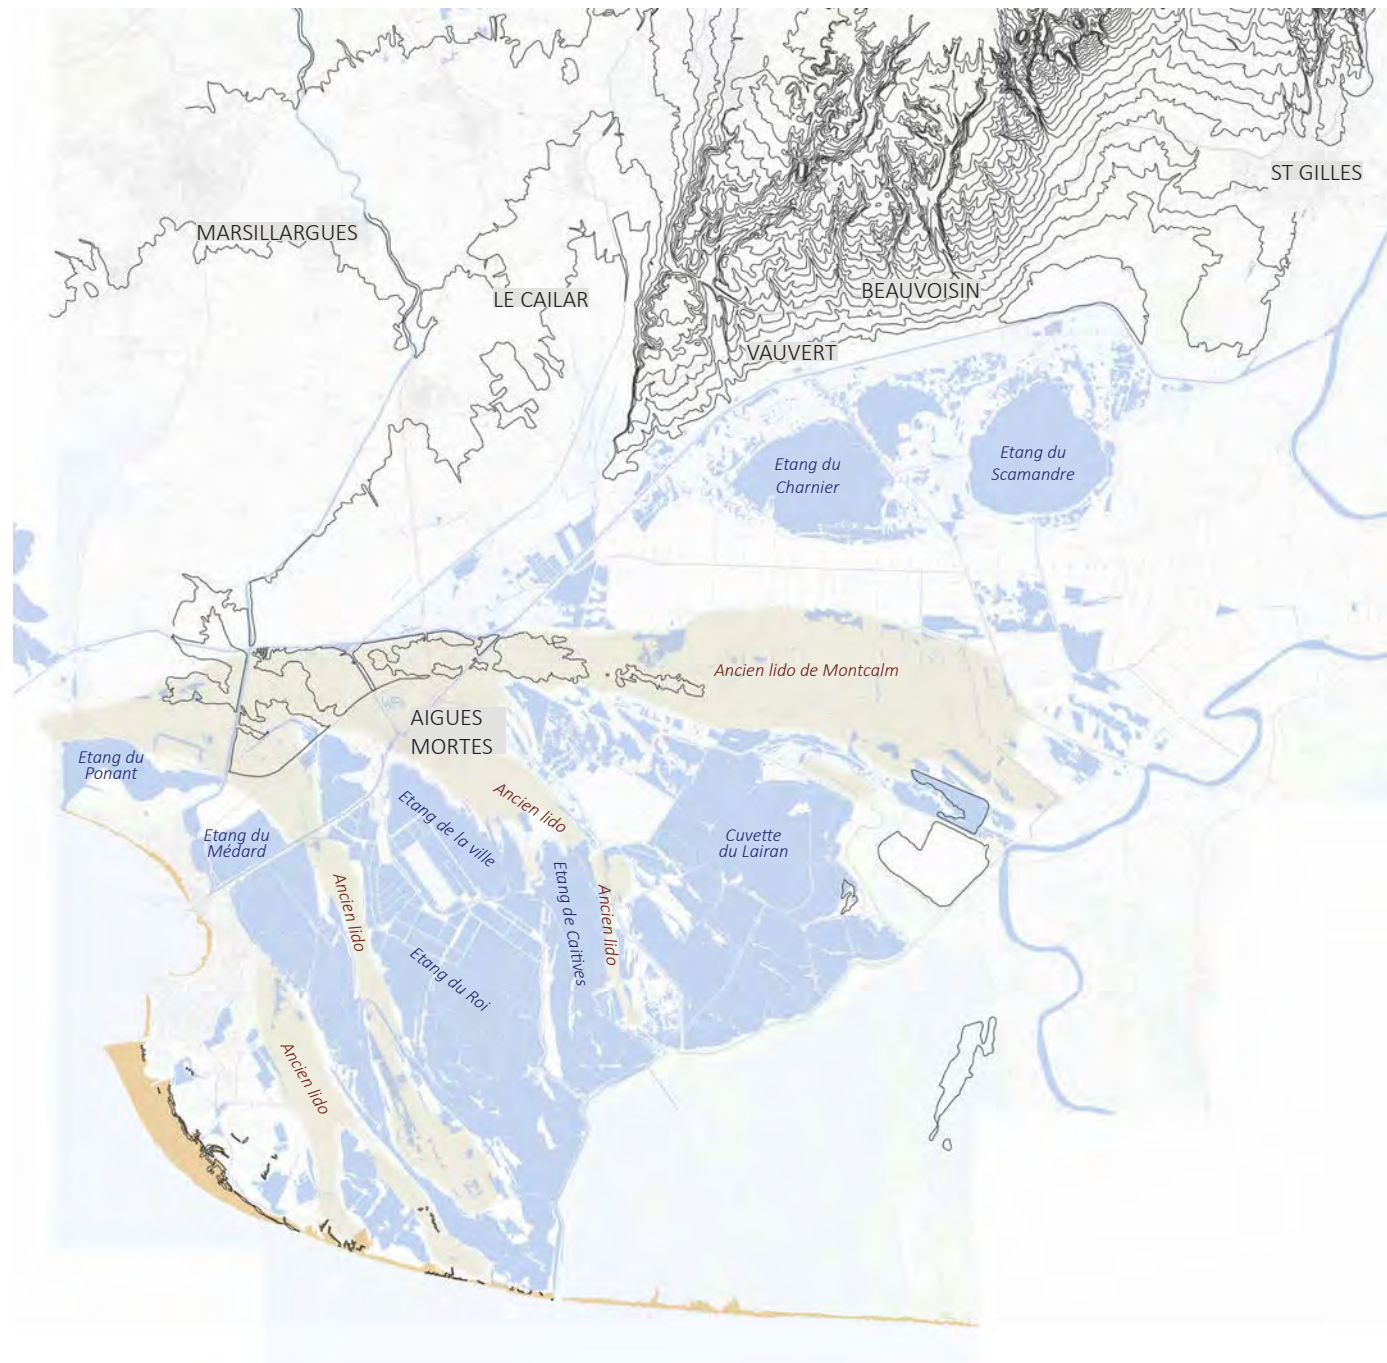 ST GILLES
MARSILLARGUES
BEAUVOISIN
LE CAILAR
VAUVERT
Etang du
Scamandre
Etang du
Charnier
Ancien lido de Montcalm
AIGUES
MORTES
Etang du
Ponant
Ancien lido
Etang de la ville
Etang du
Médard
Cuvette
du Lairan
Ancien lido
Etang de Caitives
Ancien lido
Etang du Roi
Ancien lido